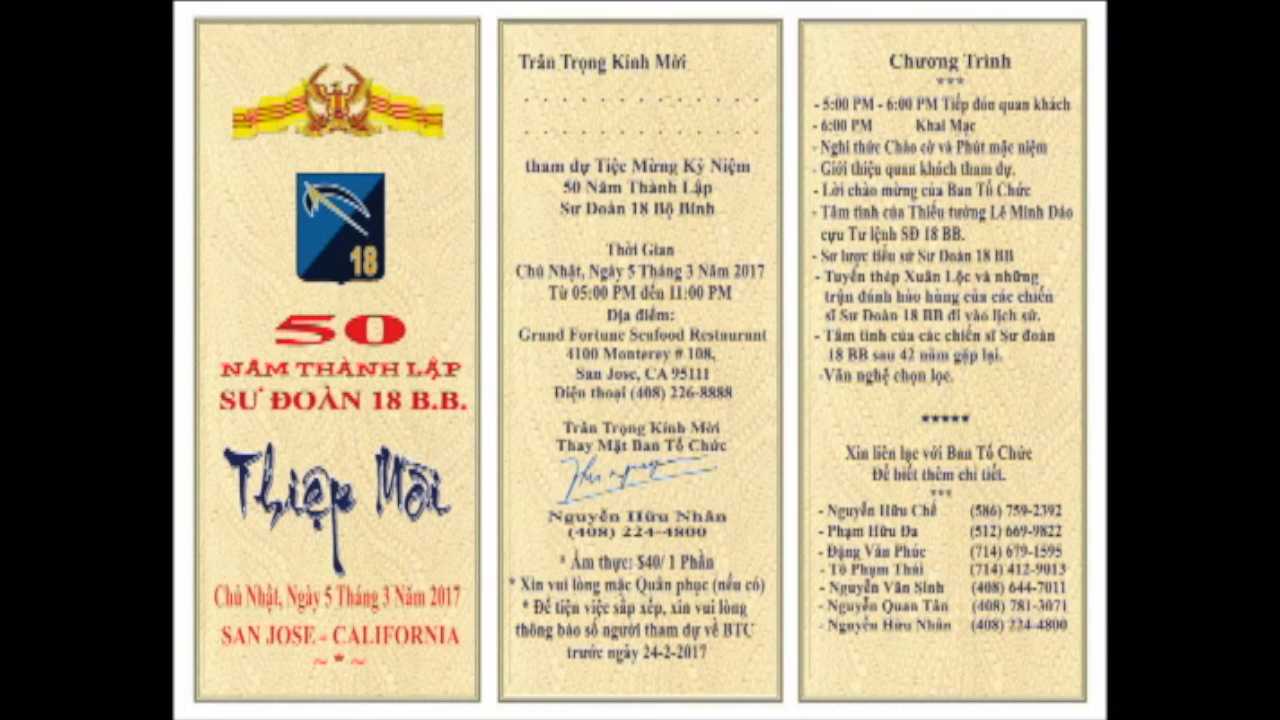 18
50
NĂM THÀNH LẬP
SƯ ĐOÀN 18 B.B.
Thiệp Mời
Chủ Nhật, Ngày 5 Tháng 3 Năm 2017
SAN JOSE - CALIFORNIA
~ * ~
Trân Trọng Kính Mời
. . . . . . . . . . . . .
. . . . . . . . . . . . .
tham dự Tiệc Mừng Kỷ Niệm
50 Năm Thành Lập
Sư Đoàn 18 Bộ Binh
Thời Gian
Chủ Nhật, Ngày 5 Tháng 3 Năm 2017
Từ 05:00 PM đến 11:00 PM
Địa điểm:
Grand Fortune Seafood Restaurant
4100 Monterey # 108,
San Jose, CA 95111
Điện thoại (408) 226-8888
Trân Trọng Kính Mời
Thay Mặt Ban Tổ Chức
Nguyễn Hữu Nhân
(408) 224-4800
* Ẩm thực: $40/ 1 Phần
* Xin vui lòng mặc Quân phục (nếu có)
* Để tiện việc sắp xếp, xin vui lòng
thông báo số người tham dự về BTC
trước ngày 24-2-2017
Chương Trình
***
- 5:00 PM - 6:00 PM Tiếp đón quan khách
- 6:00 PM Khai Mạc
- Nghi thức Chào cờ và Phút mặc niệm
- Giới thiệu quan khách tham dự.
- Lời chào mừng của Ban Tổ Chức
- Tâm tình của Thiếu tướng Lê Minh Đảo
cựu Tư lệnh SĐ 18 BB.
- Sơ lược tiểu sử Sư Đoàn 18 BB
- Tuyến thép Xuân Lộc và những
trận đánh hào hùng của các chiến
sĩ Sư Đoàn 18 BB đi vào lịch sử.
- Tâm tình của các chiến sĩ Sư đoàn
18 BB sau 42 năm gặp lại.
-Văn nghệ chọn lọc.
*****
Xin liên lạc với Ban Tổ Chức
Để biết thêm chi tiết.
***
- Nguyễn Hữu Chế (586) 759-2392
- Phạm Hữu Đa (512) 669-9822
- Đặng Văn Phúc (714) 679-1595
- Tô Phạm Thái (714) 412-9013
- Nguyễn Văn Sinh (408) 644-7011
- Nguyễn Quan Tân (408) 781-3071
- Nguyễn Hữu Nhân (408) 224-4800